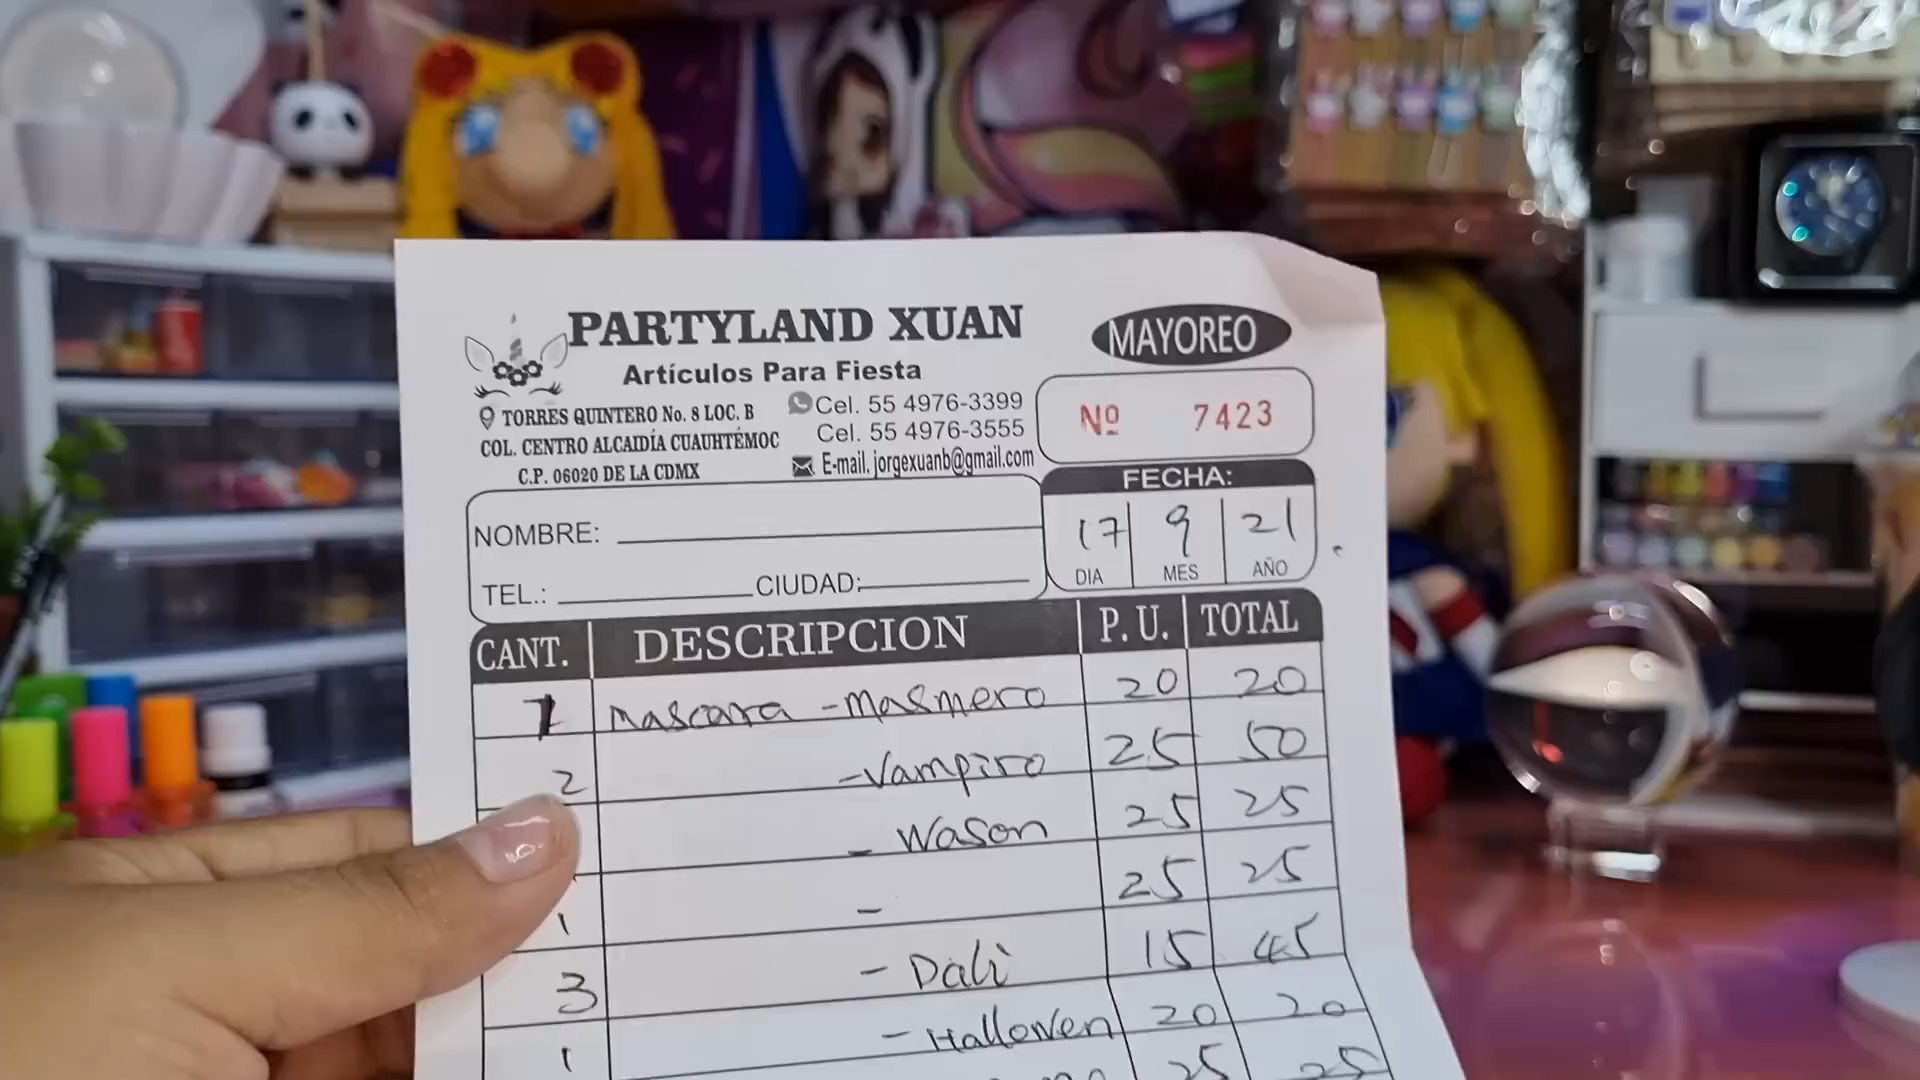 PARTYLAND XUAN
MAYOREO
Artículos Para Fiesta
TORRES QUINTERO No. 8 LOC. B
COL. CENTRO ALCAIDÍA CUAUHTÉMOC
C.P. 06020 DE LA CDMX
Cel. 55 4976-3399
Cel. 55 4976-3555
E-mail. jorgexuanb@gmail.com
Nº 7423
FECHA:
17 9 21
DIA MES AÑO
NOMBRE:
TEL.: CIUDAD:
CANT. DESCRIPCION P. U. TOTAL
1 Mascara - Masmero 20 20
2 - Vampiro 25 50
- Wason 25 25
1 - 25 25
3 - Dali 15 45
1 - Halloven 20 20
25 25